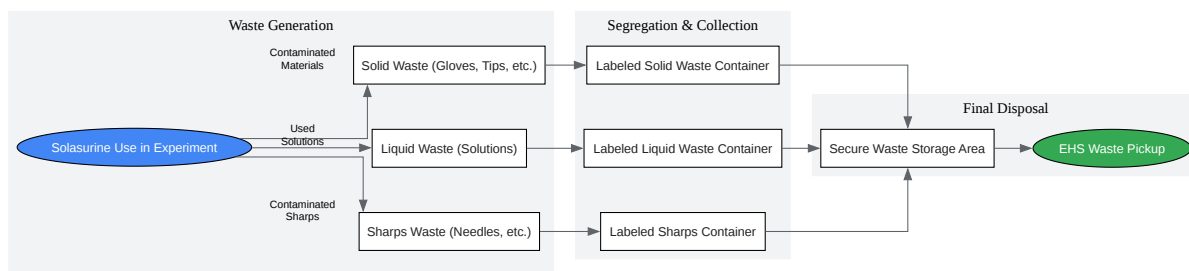 Waste Generation
Segregation & Collection
Final Disposal
Contaminated
Materials
Solid Waste (Gloves, Tips, etc.)
Labeled Solid Waste Container
Used
Solutions
Solasurine Use in Experiment
Liquid Waste (Solutions)
Labeled Liquid Waste Container
Secure Waste Storage Area
EHS Waste Pickup
Contaminated
Sharps
Sharps Waste (Needles, etc.)
Labeled Sharps Container